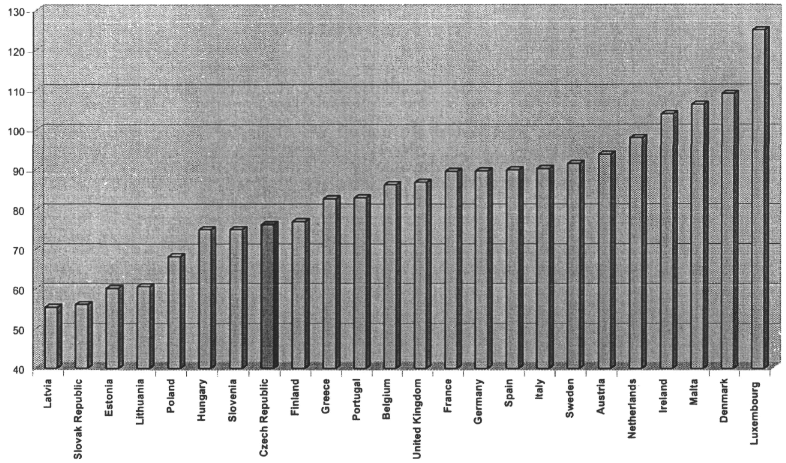 130
120
110
100
90
80
70
60
50
40
Latvia
Slovak Republic
Estonia
Lithuania
Poland
Hungary
Slovenia
Czech Republic
Finland
Greece
Portugal
Belgium
United Kingdom
France
Germany
Spain
Italy
Sweden
Austria
Netherlands
Ireland
Malta
Denmark
Luxembourg